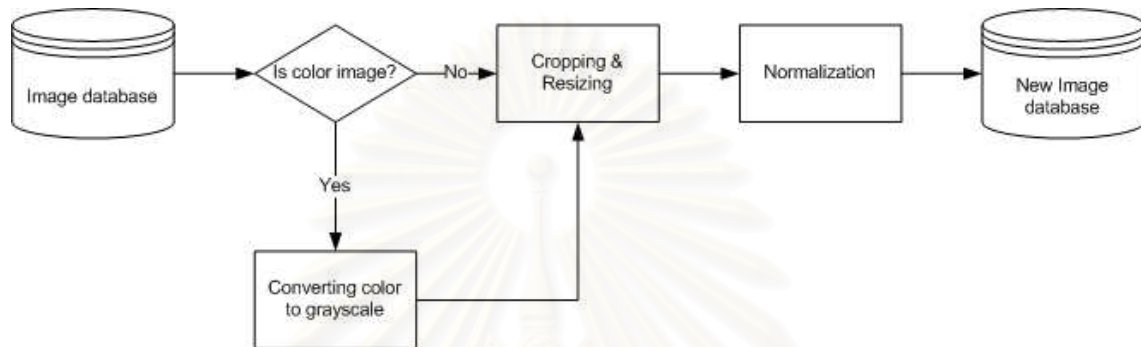 Image database
Is color image?
No
Cropping &
Resizing
Normalization
New Image
database
Yes
Converting color
to grayscale